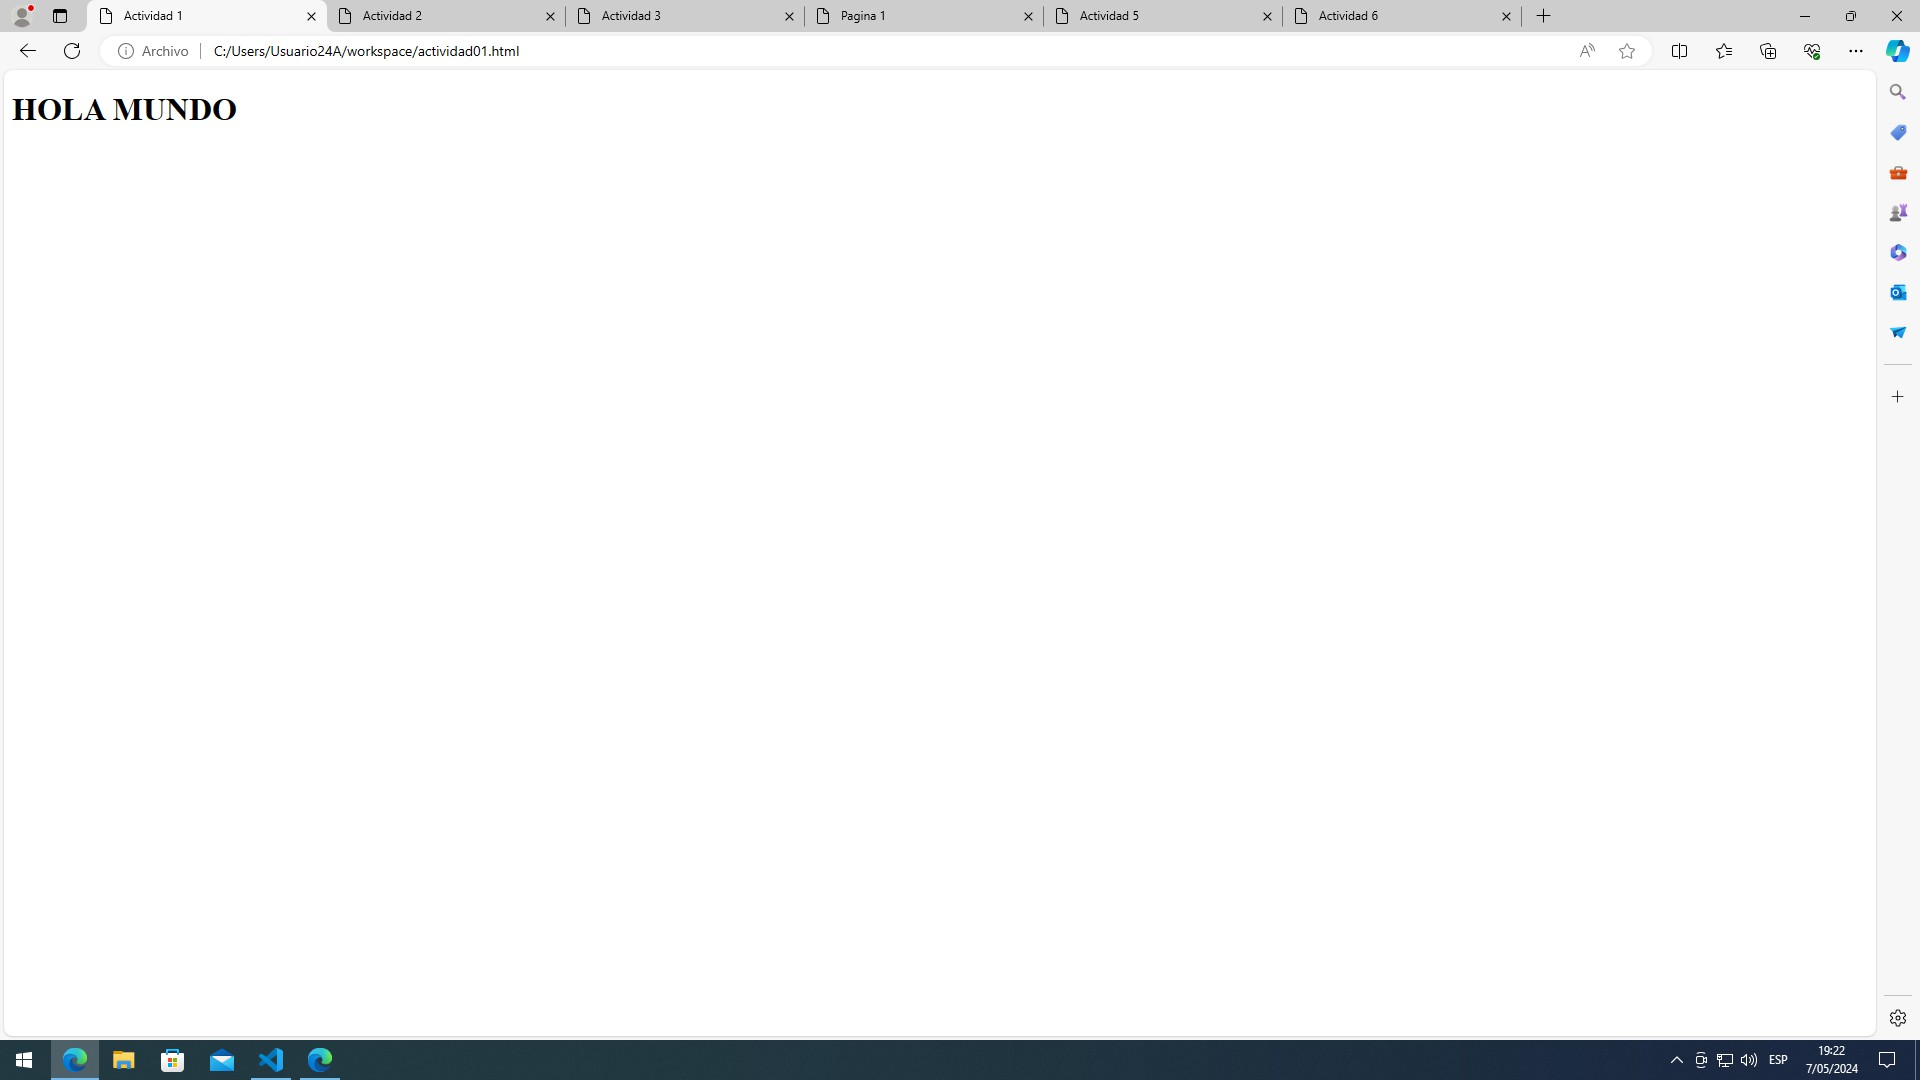 Actividad 1
Actividad 2
Actividad 3
Pagina 1
Actividad 5
Actividad 6
Archivo
C:/Users/Usuario24A/workspace/actividad01.html
HOLA MUNDO
ESP
19:22
7/05/2024